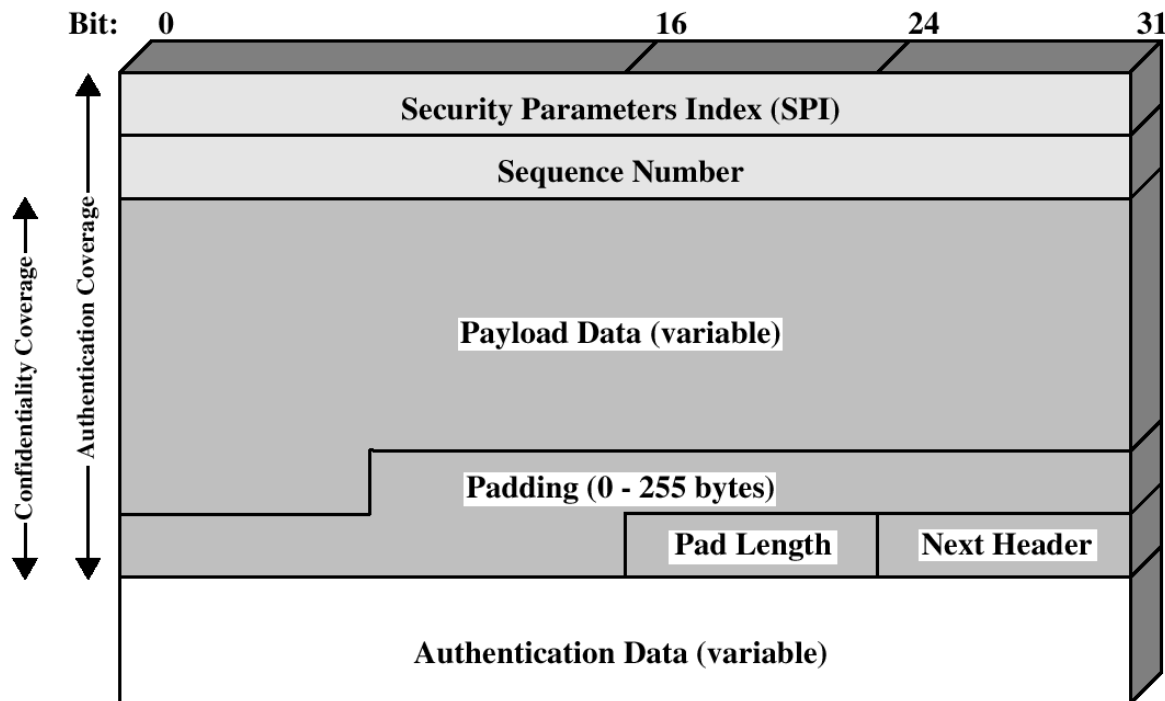 Bit: 0 16 24 31
Security Parameters Index (SPI)
Sequence Number
Confidentiality Coverage
Authentication Coverage
Payload Data (variable)
Padding (0 - 255 bytes)
Pad Length Next Header
Authentication Data (variable)